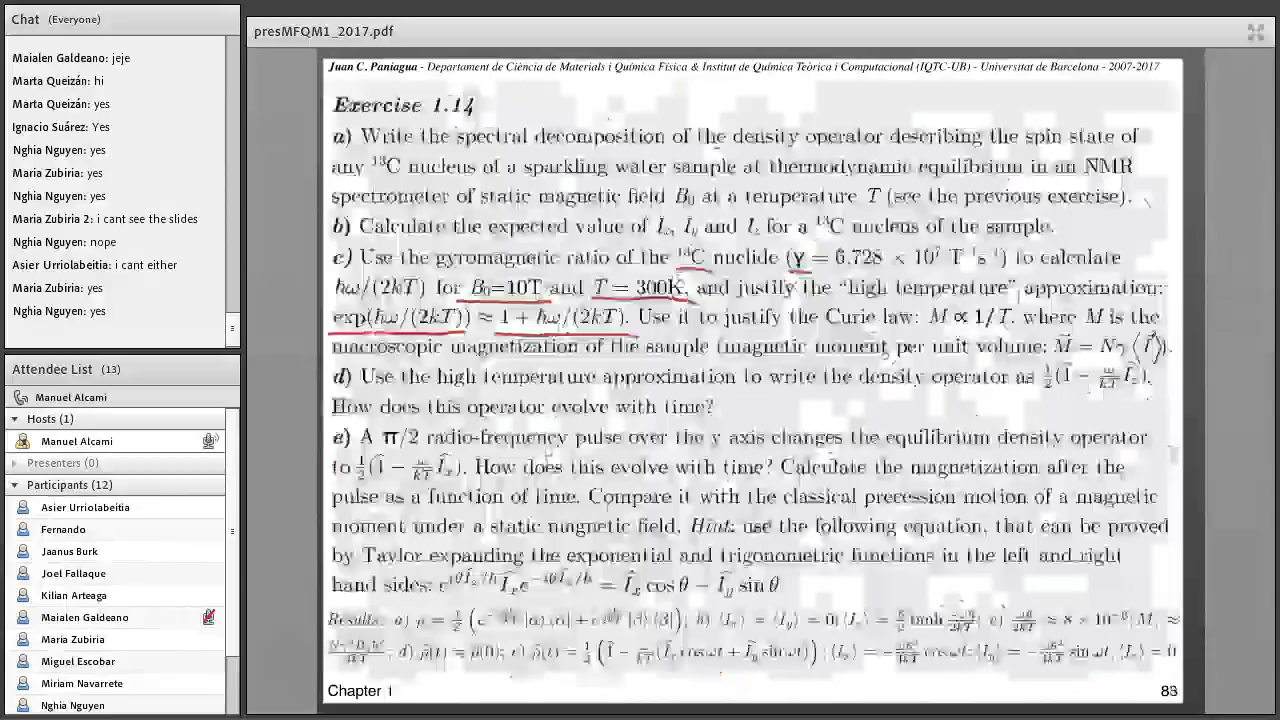 Chat (Everyone)
Maialen Galdeano: jeje
Marta Queizán: hi
Marta Queizán: yes
Ignacio Suárez: Yes
Nghia Nguyen: yes
Maria Zubiria: yes
Nghia Nguyen: yes
Maria Zubiria 2: i cant see the slides
Nghia Nguyen: nope
Asier Urriolabeitia: i cant either
Maria Zubiria: yes
Nghia Nguyen: yes
Attendee List (13)
Manuel Alcami
Hosts (1)
Manuel Alcami
Presenters (0)
Participants (12)
Asier Urriolabeitia
Fernando
Jaanus Burk
Joel Fallaque
Kilian Arteaga
Maialen Galdeano
Maria Zubiria
Miguel Escobar
Miriam Navarrete
Nghia Nguyen
presMFQM1_2017.pdf
Juan C. Paniagua - Departament de Ciència de Materials i Química Física & Institut de Química Teòrica i Computacional (IQTC-UB) - Universitat de Barcelona - 2007-2017
Exercise 1.14
a) Write the spectral decomposition of the density operator describing the spin state of
any ¹³C nucleus of a sparkling water sample at thermodynamic equilibrium in an NMR
spectrometer of static magnetic field B₀ at a temperature T (see the previous exercise).
b) Calculate the expected value of Iₓ, I_y and I_z for a ¹³C nucleus of the sample.
c) Use the gyromagnetic ratio of the ¹³C nuclide (γ = 6.728 × 10⁷ T⁻¹s⁻¹) to calculate
ħω/(2kT) for B₀=10T and T = 300K, and justify the "high temperature" approximation:
exp(ħω/(2kT)) ≈ 1 + ħω/(2kT). Use it to justify the Curie law: M ∝ 1/T, where M is the
macroscopic magnetization of the sample (magnetic moment per unit volume:
d) Use the high temperature approximation to write the density operator as
How does this operator evolve with time?
e) A π/2 radio-frequency pulse over the y axis changes the equilibrium density operator
to How does this evolve with time? Calculate the magnetization after the
pulse as a function of time. Compare it with the classical precession motion of a magnetic
moment under a static magnetic field. Hint: use the following equation, that can be proved
by Taylor expanding the exponential and trigonometric functions in the left and right
hand sides: = Îₓ cos θ − Î_y sin θ
Results:
Chapter 1